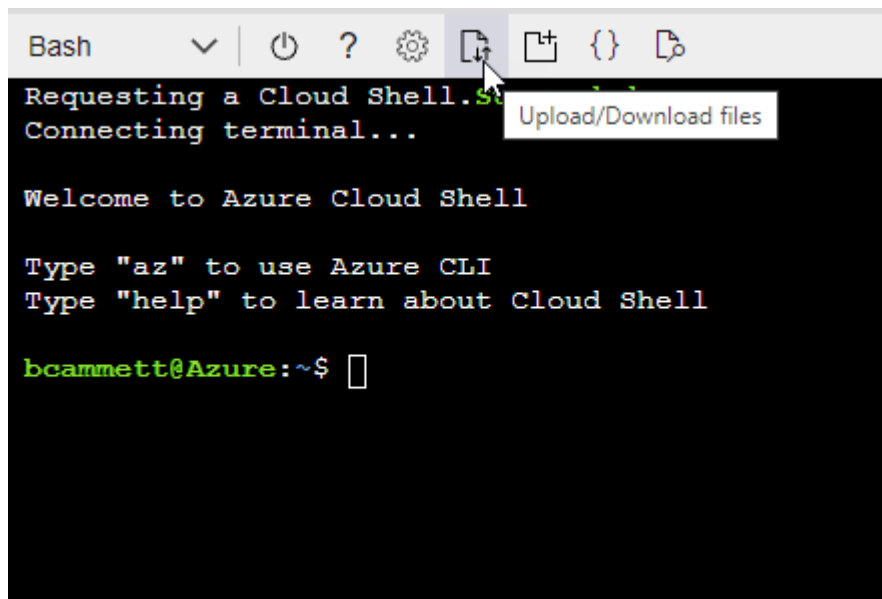 Bash
?
{}
Requesting a Cloud Shell.
Upload/Download files
Connecting terminal...
Welcome to Azure Cloud Shell
Type "az" to use Azure CLI
Type "help" to learn about Cloud Shell
bcammett@Azure:~$